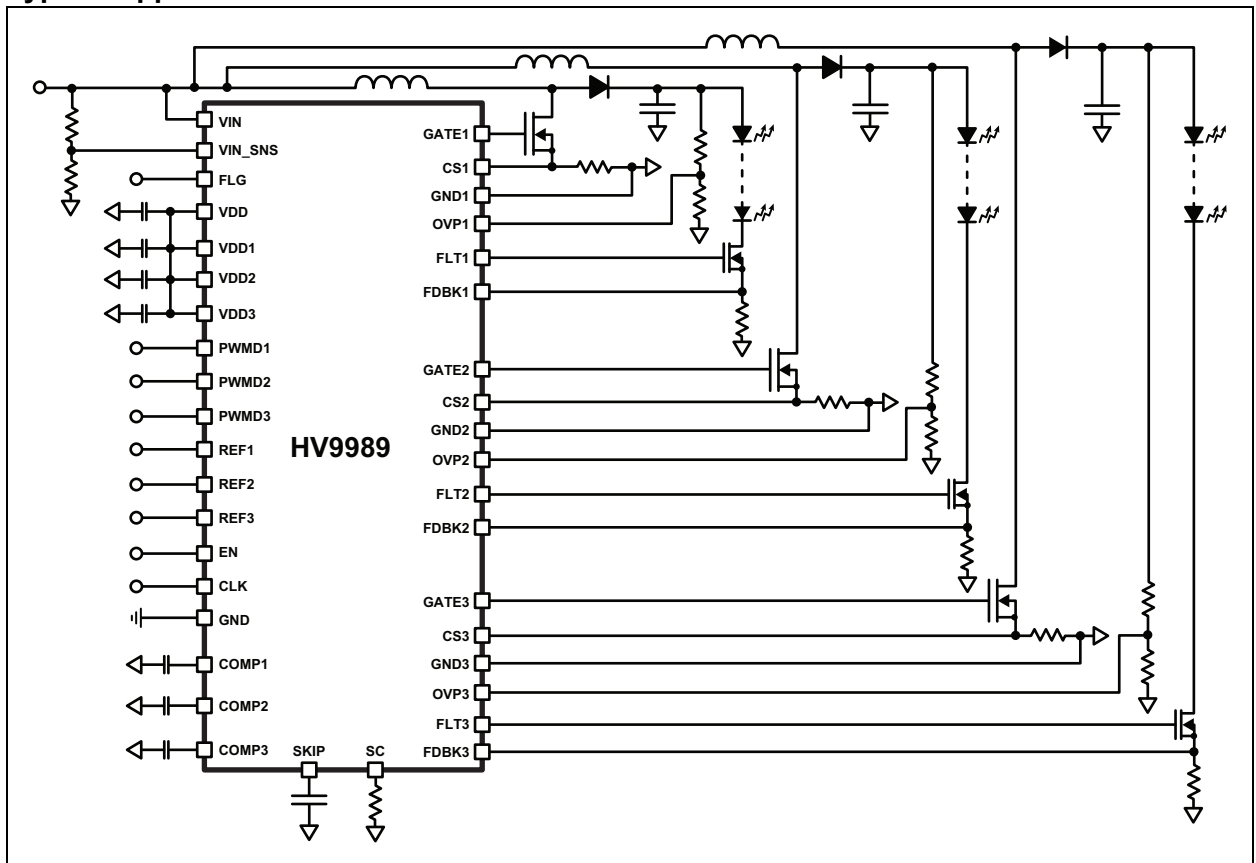 VIN
VIN_SNS
FLG
VDD
VDD1
VDD2
VDD3
PWMD1
PWMD2
PWMD3
REF1
REF2
REF3
EN
CLK
GND
COMP1
COMP2
COMP3
HV9989
SKIP
SC
GATE1
CS1
GND1
OVP1
FLT1
FDBK1
GATE2
CS2
GND2
OVP2
FLT2
FDBK2
GATE3
CS3
GND3
OVP3
FLT3
FDBK3